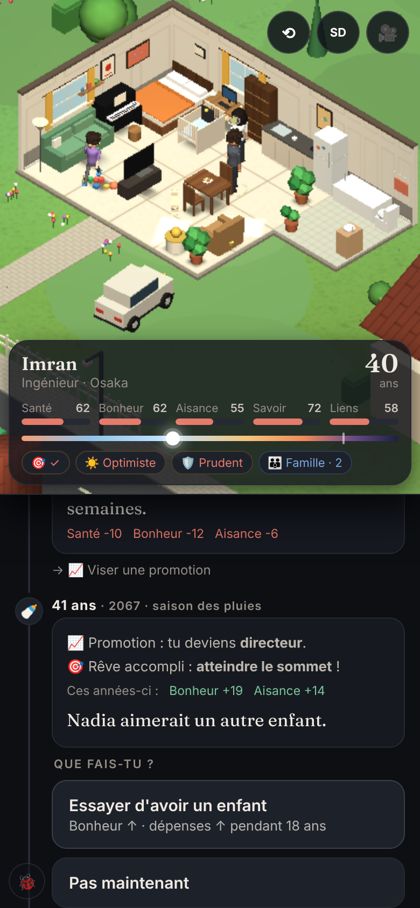 SD
Imran
40
Ingénieur · Osaka
ans
Santé 62 Bonheur 62 Aisance 55 Savoir 72 Liens 58
✓ Optimiste Prudent Famille · 2
semaines.
Santé -10 Bonheur -12 Aisance -6
→ Viser une promotion
41 ans · 2067 · saison des pluies
Promotion : tu deviens directeur.
Rêve accompli : atteindre le sommet !
Ces années-ci : Bonheur +19 Aisance +14
Nadia aimerait un autre enfant.
QUE FAIS-TU ?
Essayer d'avoir un enfant
Bonheur ↑ · dépenses ↑ pendant 18 ans
Pas maintenant